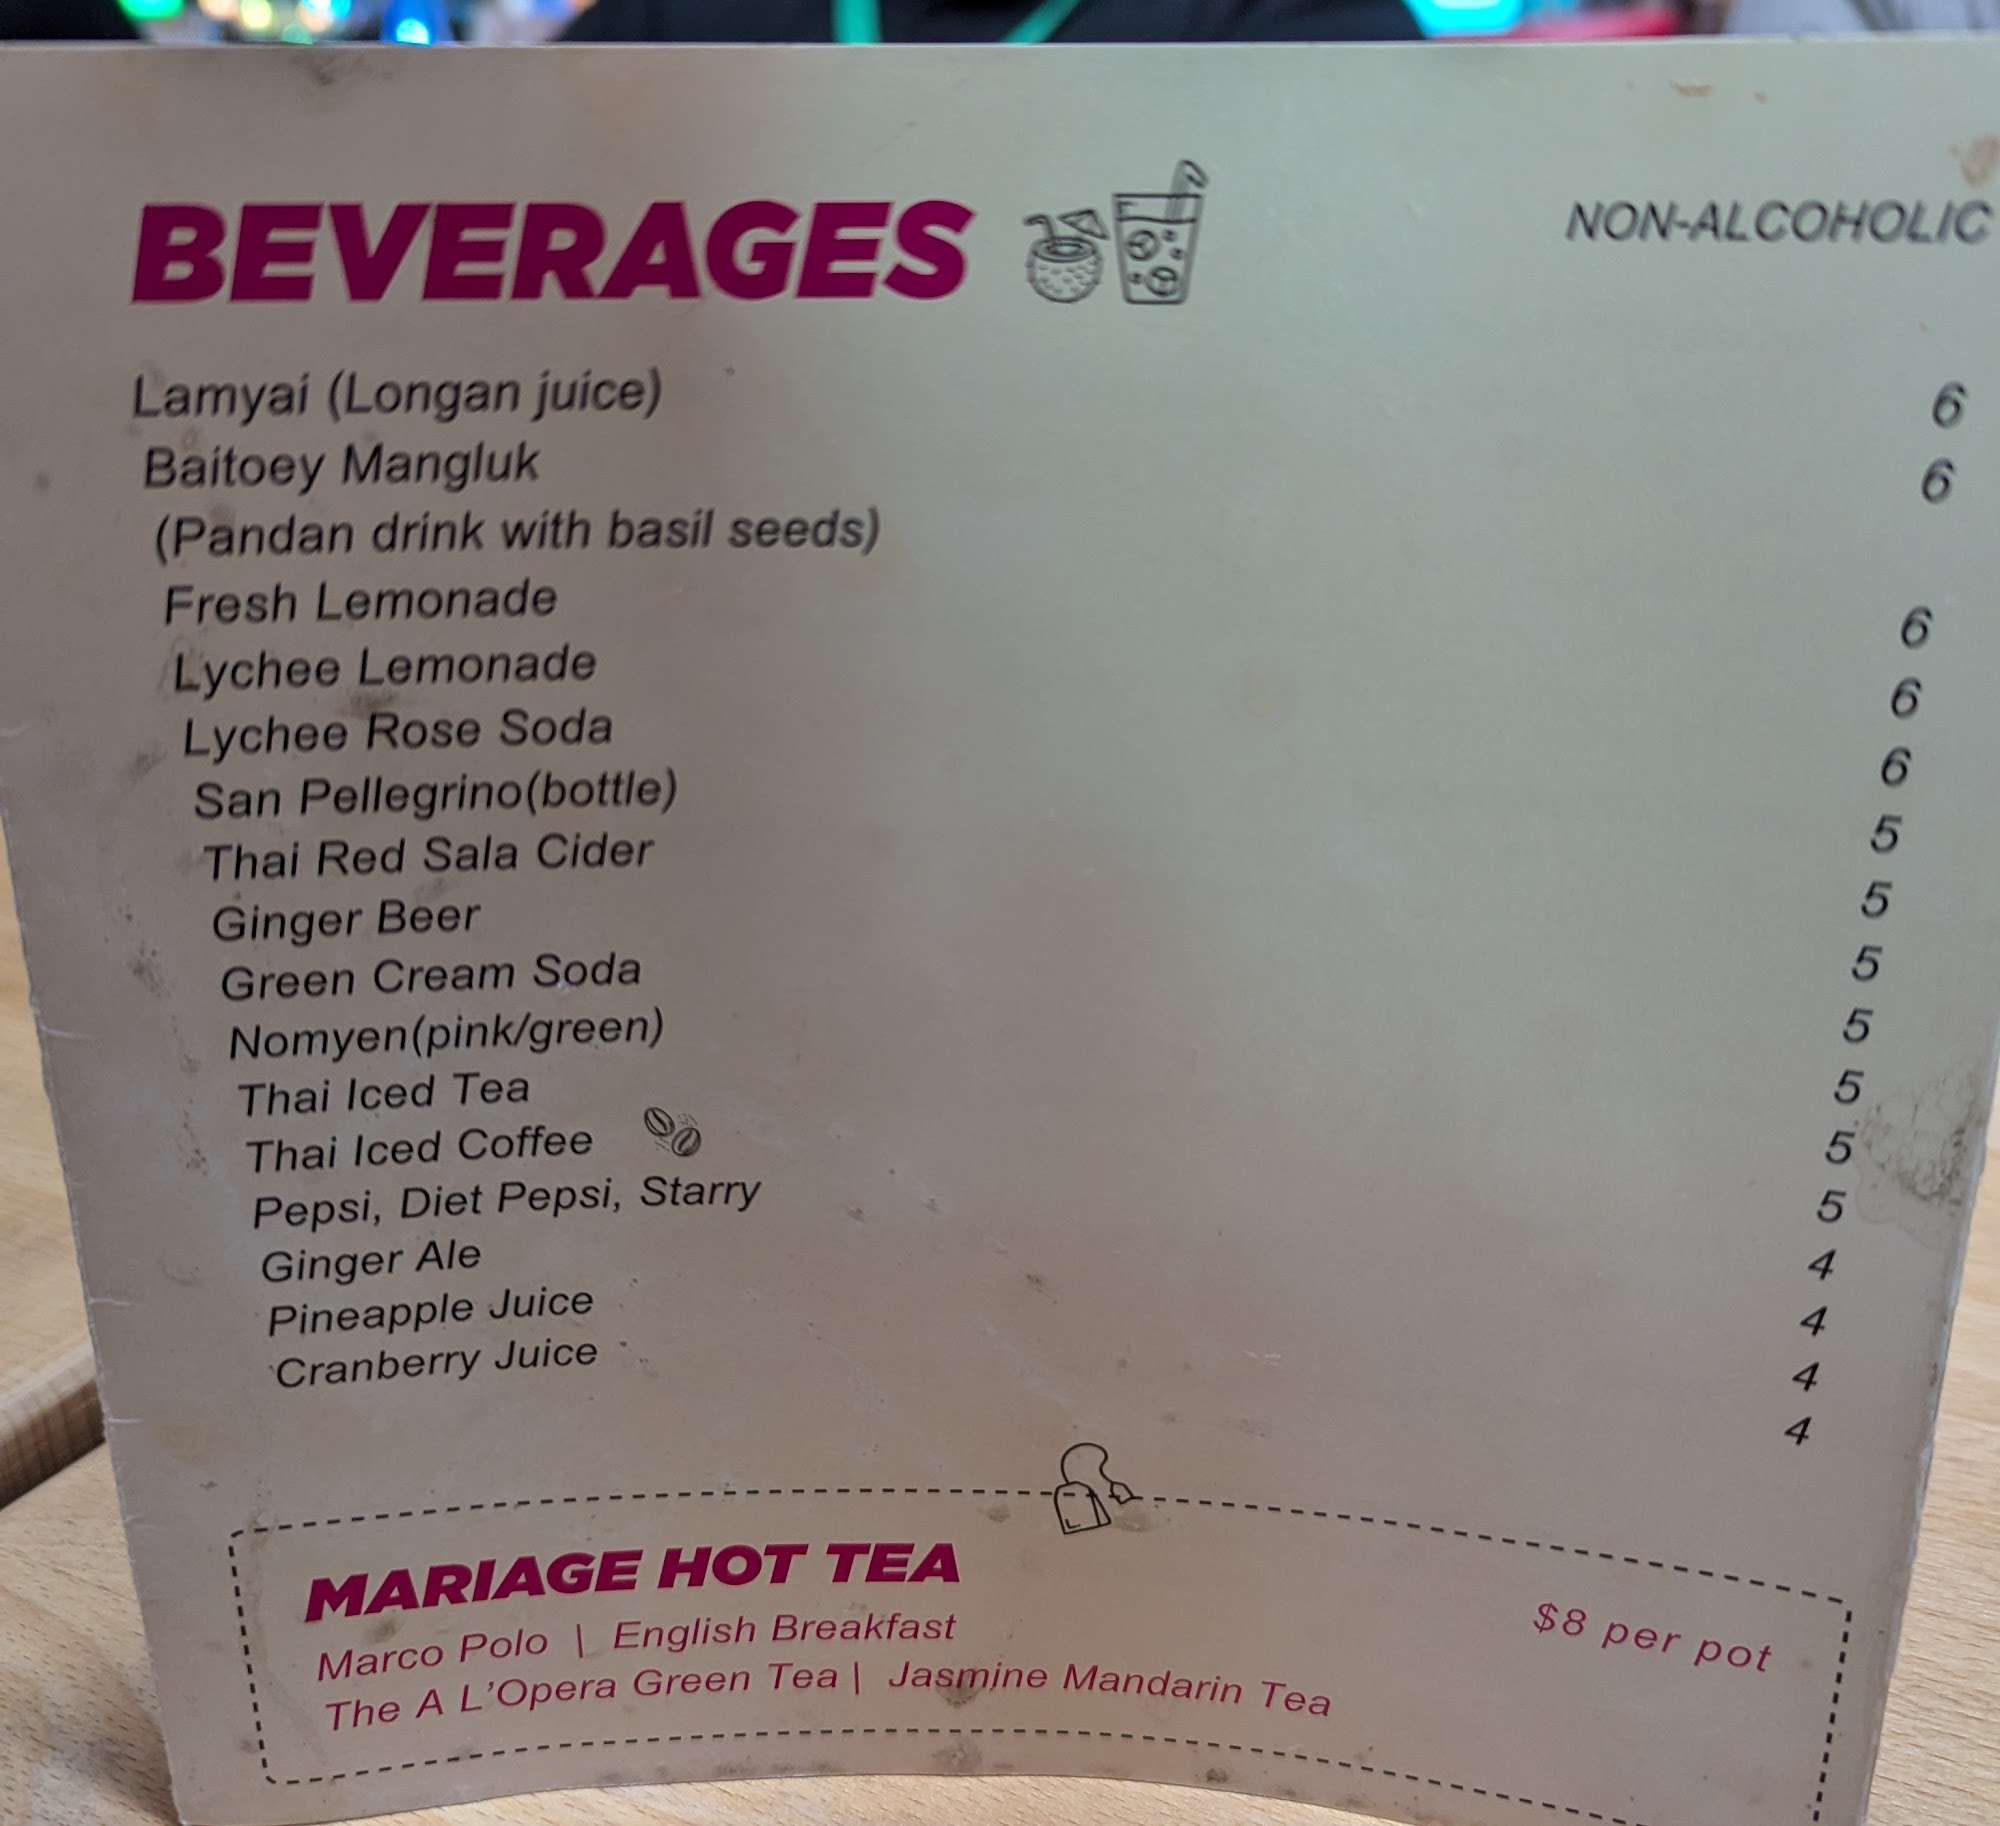 BEVERAGES NON-ALCOHOLIC
Lamyai (Longan juice) 6
Baitoey Mangluk 6
(Pandan drink with basil seeds)
Fresh Lemonade 6
Lychee Lemonade 6
Lychee Rose Soda 6
San Pellegrino(bottle) 5
Thai Red Sala Cider 5
Ginger Beer 5
Green Cream Soda 5
Nomyen(pink/green) 5
Thai Iced Tea 5
Thai Iced Coffee 5
Pepsi, Diet Pepsi, Starry 4
Ginger Ale 4
Pineapple Juice 4
Cranberry Juice 4
MARIAGE HOT TEA $8 per pot
Marco Polo | English Breakfast
The A L'Opera Green Tea | Jasmine Mandarin Tea